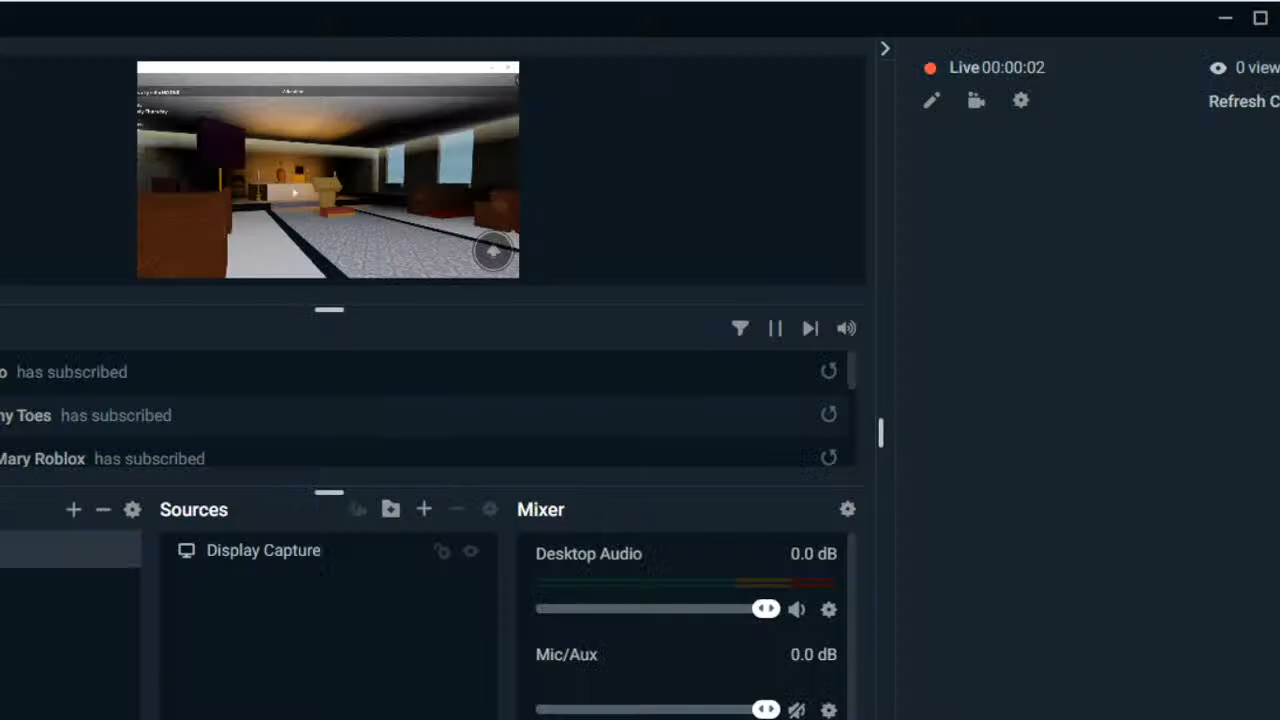 Live 00:00:02
0 view
Refresh C
o has subscribed
ny Toes has subscribed
Mary Roblox has subscribed
Sources
Mixer
Display Capture
Desktop Audio 0.0 dB
Mic/Aux 0.0 dB